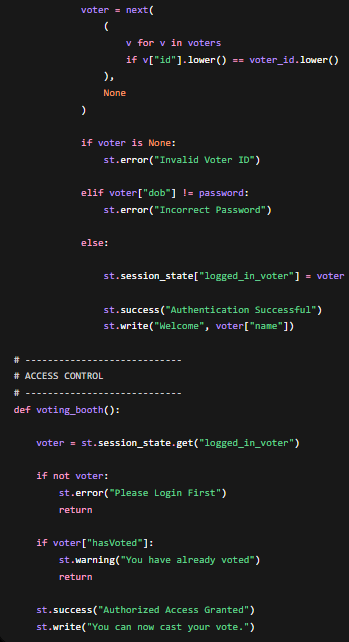 voter = next(
(
v for v in voters
if v["id"].lower() == voter_id.lower()
),
None
)
if voter is None:
st.error("Invalid Voter ID")
elif voter["dob"] != password:
st.error("Incorrect Password")
else:
st.session_state["logged_in_voter"] = voter
st.success("Authentication Successful")
st.write("Welcome", voter["name"])
# ----------------------------
# ACCESS CONTROL
# ----------------------------
def voting_booth():
voter = st.session_state.get("logged_in_voter")
if not voter:
st.error("Please Login First")
return
if voter["hasVoted"]:
st.warning("You have already voted")
return
st.success("Authorized Access Granted")
st.write("You can now cast your vote.")